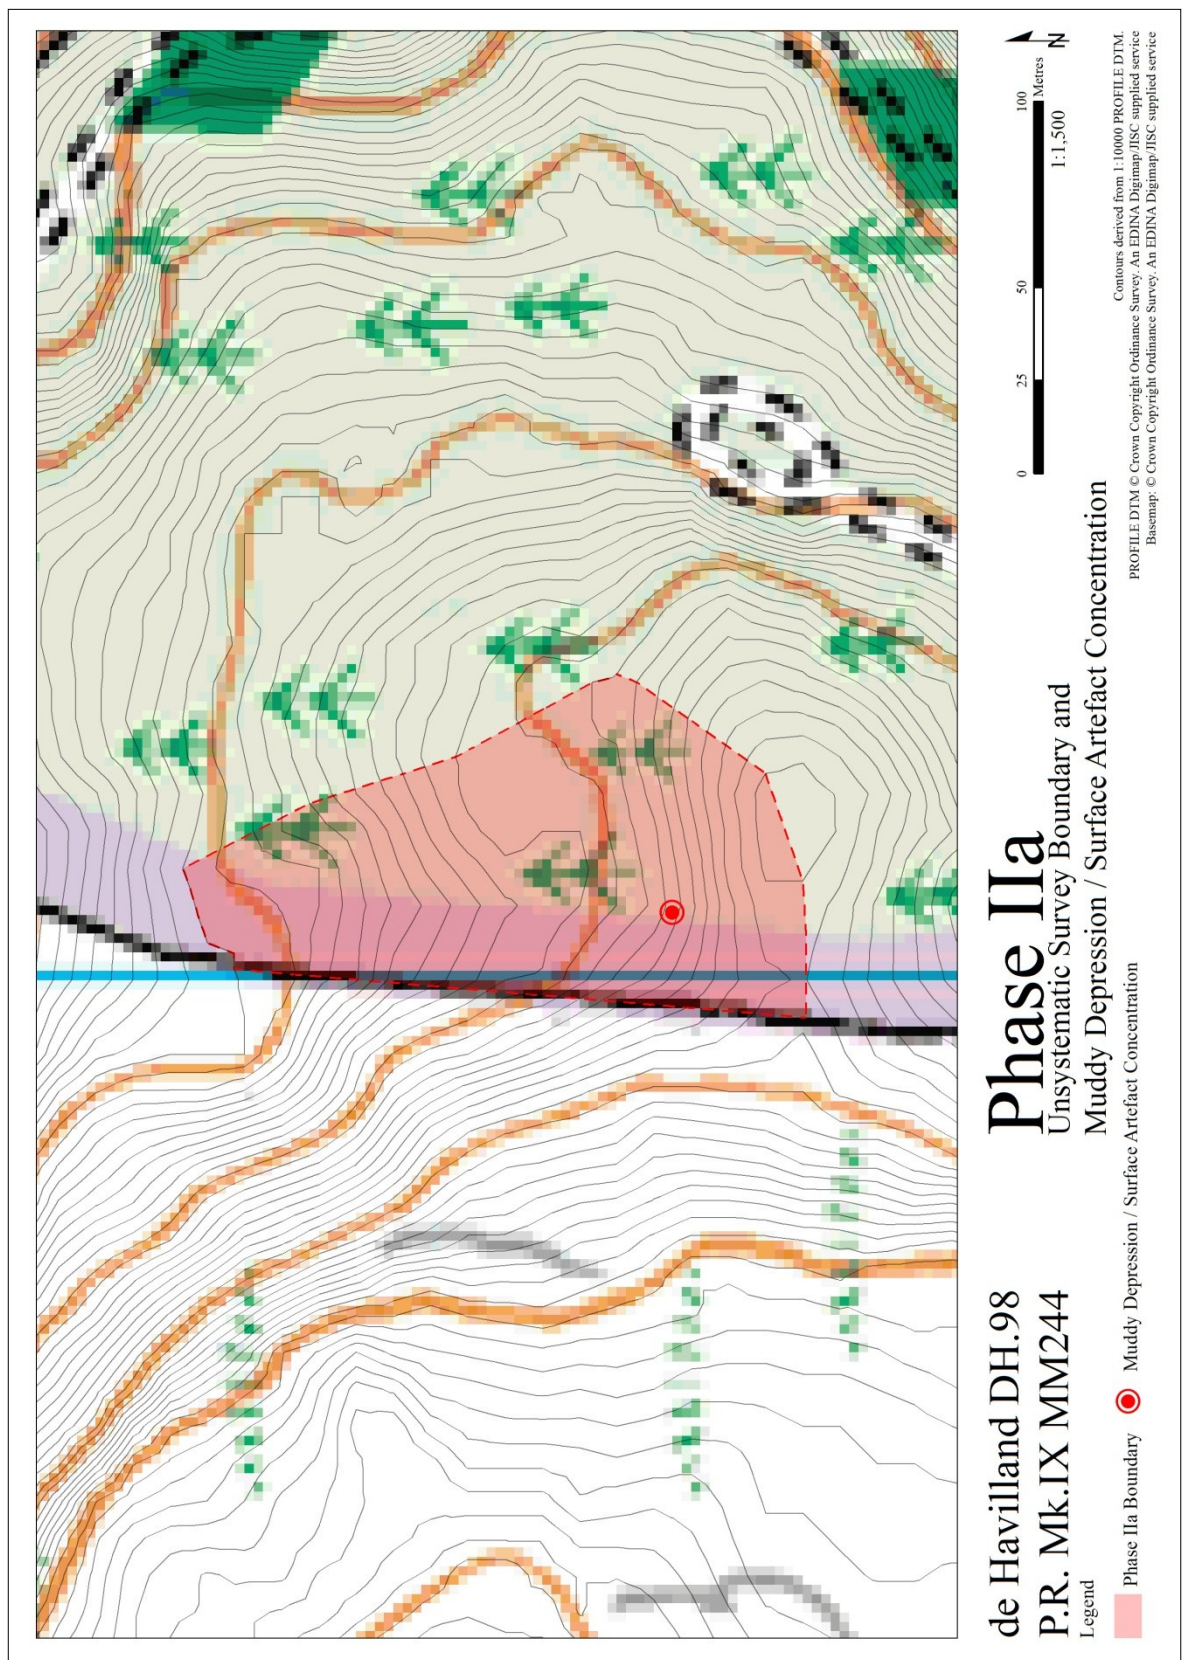 de Havilland DH.98
P.R. Mk.IX MM244
Legend
Phase IIa Boundary
Muddy Depression / Surface Artefact Concentration
Phase IIa
Unsystematic Survey Boundary and
Muddy Depression / Surface Artefact Concentration
0 25 50 100 Metres
1:1,500
N
Contours derived from 1:10000 PROFILE DTM.
PROFILE DTM © Crown Copyright Ordinance Survey. An EDINA Digimap/JISC supplied service
Basemap: © Crown Copyright Ordinance Survey. An EDINA Digimap/JISC supplied service